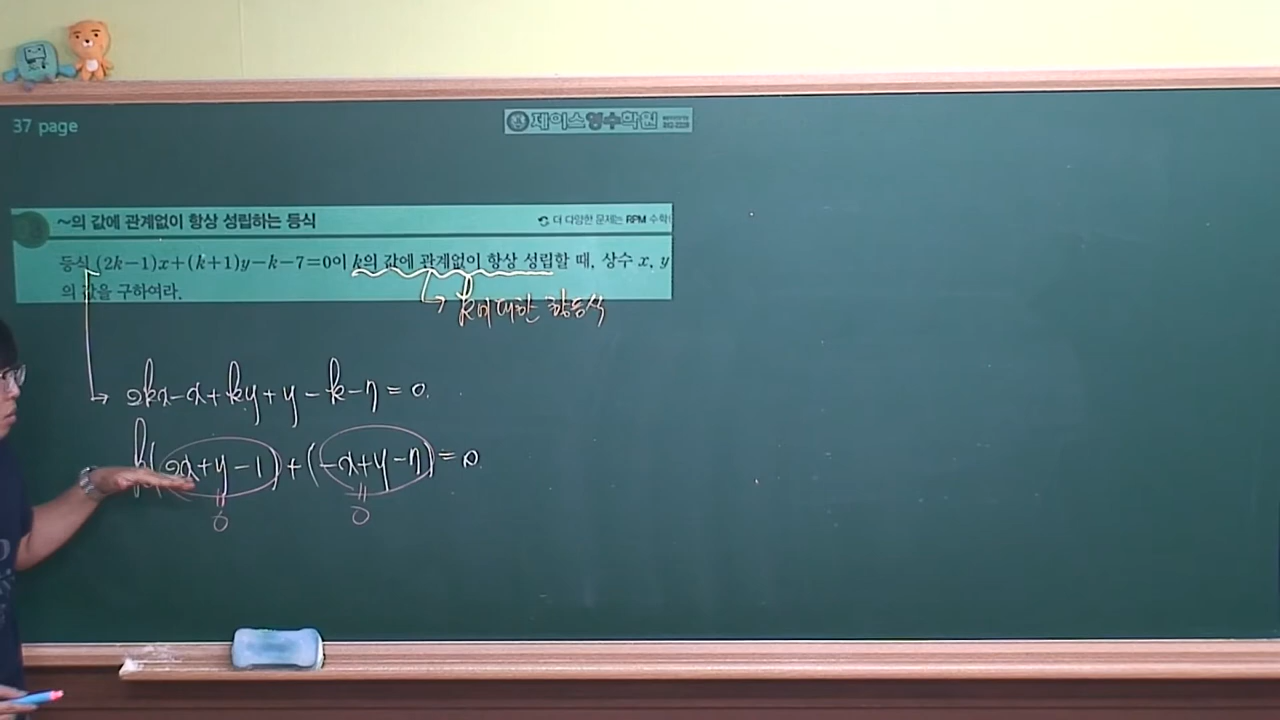 37 page
제이스영수학원
~의 값에 관계없이 항상 성립하는 등식
더 다양한 문제는 RPM 수학
등식 (2k-1)x+(k+1)y-k-7=0이 k의 값에 관계없이 항상 성립할 때, 상수 x, y
의 값을 구하여라.
k에 대한 항등식
2kx-x+ky+y-k-7=0.
k(2x+y-1)+(-x+y-7)=0.
= =
0 0